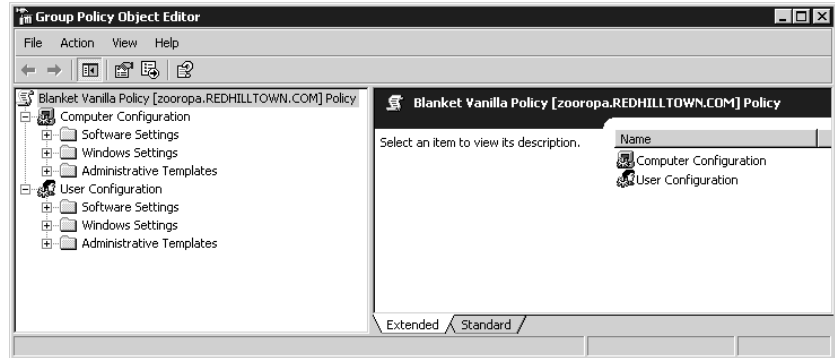 Group Policy Object Editor
File Action View Help
Blanket Vanilla Policy [zooropa.REDHILLTOWN.COM] Policy
Computer Configuration
Software Settings
Windows Settings
Administrative Templates
User Configuration
Software Settings
Windows Settings
Administrative Templates
Blanket Vanilla Policy [zooropa.REDHILLTOWN.COM] Policy
Select an item to view its description.
Name
Computer Configuration
User Configuration
Extended Standard